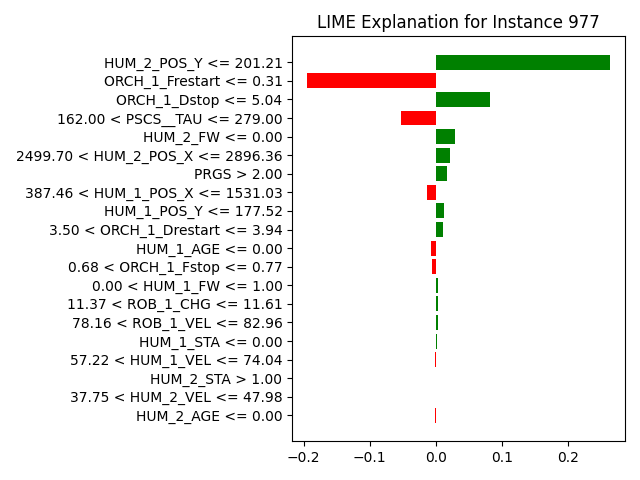 LIME Explanation for Instance 977
HUM_2_POS_Y <= 201.21
ORCH_1_Frestart <= 0.31
ORCH_1_Dstop <= 5.04
162.00 < PSCS__TAU <= 279.00
HUM_2_FW <= 0.00
2499.70 < HUM_2_POS_X <= 2896.36
PRGS > 2.00
387.46 < HUM_1_POS_X <= 1531.03
HUM_1_POS_Y <= 177.52
3.50 < ORCH_1_Drestart <= 3.94
HUM_1_AGE <= 0.00
0.68 < ORCH_1_Fstop <= 0.77
0.00 < HUM_1_FW <= 1.00
11.37 < ROB_1_CHG <= 11.61
78.16 < ROB_1_VEL <= 82.96
HUM_1_STA <= 0.00
57.22 < HUM_1_VEL <= 74.04
HUM_2_STA > 1.00
37.75 < HUM_2_VEL <= 47.98
HUM_2_AGE <= 0.00
−0.2 −0.1 0.0 0.1 0.2